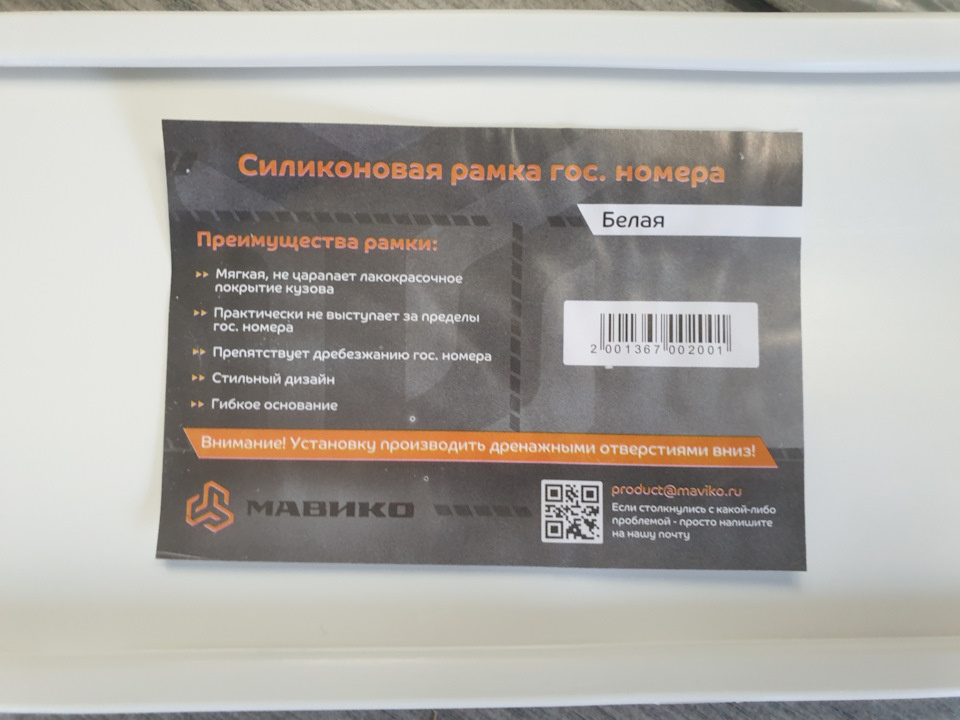 Силиконовая рамка гос. номера
Белая
Преимущества рамки:
Мягкая, не царапает лакокрасочное
покрытие кузова
Практически не выступает за пределы
гос. номера
Препятствует дребезжанию гос. номера
Стильный дизайн
Гибкое основание
2 001367 002001
Внимание! Установку производить дренажными отверстиями вниз!
МАВИКО
product@maviko.ru
Если столкнулись с какой-либо
проблемой - просто напишите
на нашу почту